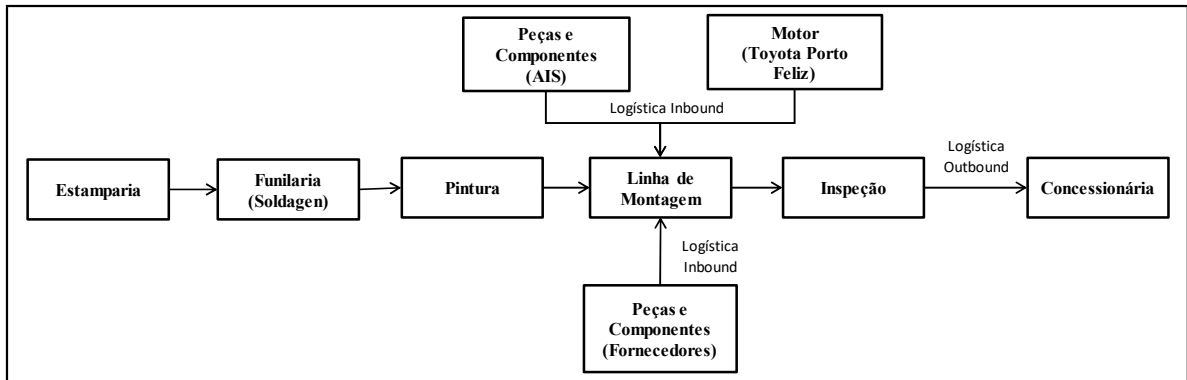 Peças e
Componentes
(AIS)
Motor
(Toyota Porto
Feliz)
Logística Inbound
Estamparia
Funilaria
(Soldagen)
Pintura
Linha de
Montagem
Inspeção
Logística
Outbound
Concessionária
Logística
Inbound
Peças e
Componentes
(Fornecedores)